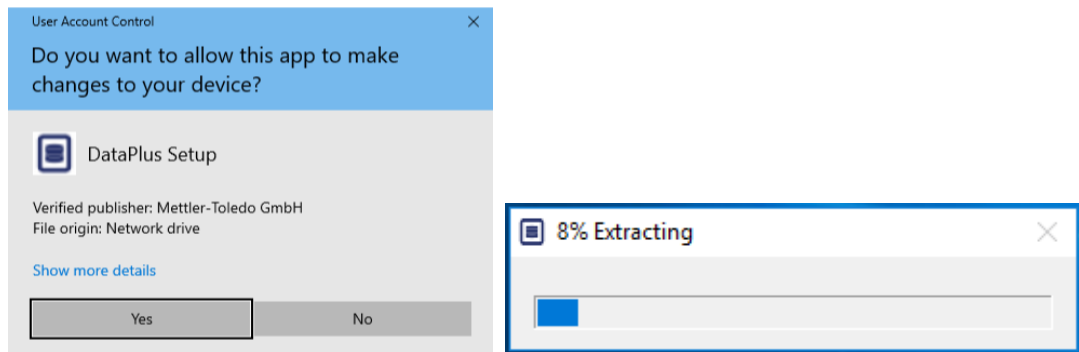 User Account Control
Do you want to allow this app to make
changes to your device?
DataPlus Setup
Verified publisher: Mettler-Toledo GmbH
File origin: Network drive
Show more details
Yes
No
8% Extracting